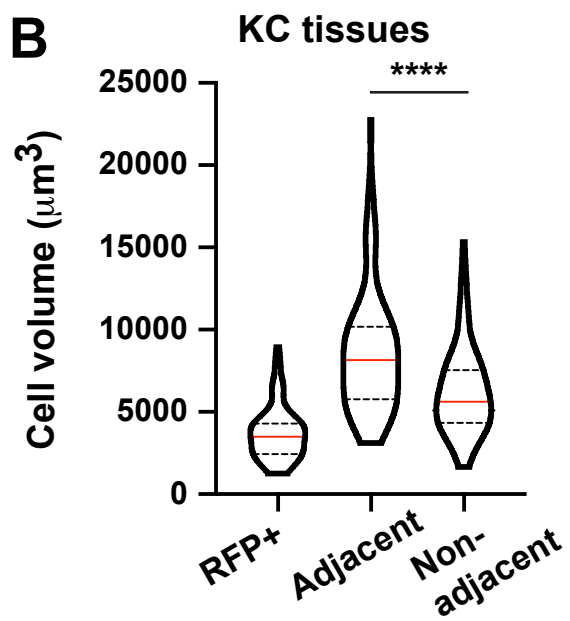 B
KC tissues
****
25000
20000
15000
10000
5000
0
Cell volume (μm³)
RFP+
Adjacent
Non-
adjacent